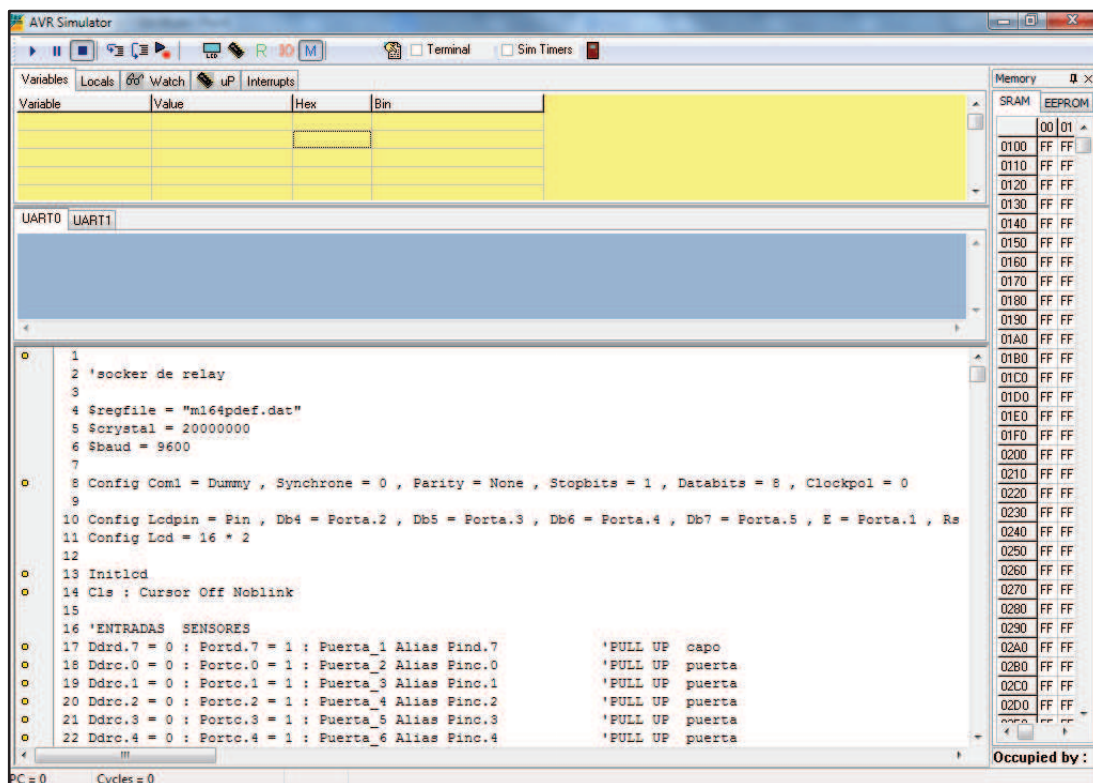 AVR Simulator
LCD R M Terminal Sim Timers
Variables Locals Watch uP Interrupts
Variable Value Hex Bin
UART0 UART1
1
2 'socker de relay
3
4 $regfile = "m164pdef.dat"
5 $crystal = 20000000
6 $baud = 9600
7
8 Config Com1 = Dummy , Synchrone = 0 , Parity = None , Stopbits = 1 , Databits = 8 , Clockpol = 0
9
10 Config Lcdpin = Pin , Db4 = Porta.2 , Db5 = Porta.3 , Db6 = Porta.4 , Db7 = Porta.5 , E = Porta.1 , Rs
11 Config Lcd = 16 * 2
12
13 Initlcd
14 Cls : Cursor Off Noblink
15
16 'ENTRADAS SENSORES
17 Ddrd.7 = 0 : Portd.7 = 1 : Puerta_1 Alias Pind.7 'PULL UP capo
18 Ddrc.0 = 0 : Portc.0 = 1 : Puerta_2 Alias Pinc.0 'PULL UP puerta
19 Ddrc.1 = 0 : Portc.1 = 1 : Puerta_3 Alias Pinc.1 'PULL UP puerta
20 Ddrc.2 = 0 : Portc.2 = 1 : Puerta_4 Alias Pinc.2 'PULL UP puerta
21 Ddrc.3 = 0 : Portc.3 = 1 : Puerta_5 Alias Pinc.3 'PULL UP puerta
22 Ddrc.4 = 0 : Portc.4 = 1 : Puerta_6 Alias Pinc.4 'PULL UP puerta
PC = 0 Cycles = 0
Memory
SRAM EEPROM
00 01
0100 FF FF
0110 FF FF
0120 FF FF
0130 FF FF
0140 FF FF
0150 FF FF
0160 FF FF
0170 FF FF
0180 FF FF
0190 FF FF
01A0 FF FF
01B0 FF FF
01C0 FF FF
01D0 FF FF
01E0 FF FF
01F0 FF FF
0200 FF FF
0210 FF FF
0220 FF FF
0230 FF FF
0240 FF FF
0250 FF FF
0260 FF FF
0270 FF FF
0280 FF FF
0290 FF FF
02A0 FF FF
02B0 FF FF
02C0 FF FF
02D0 FF FF
Occupied by :